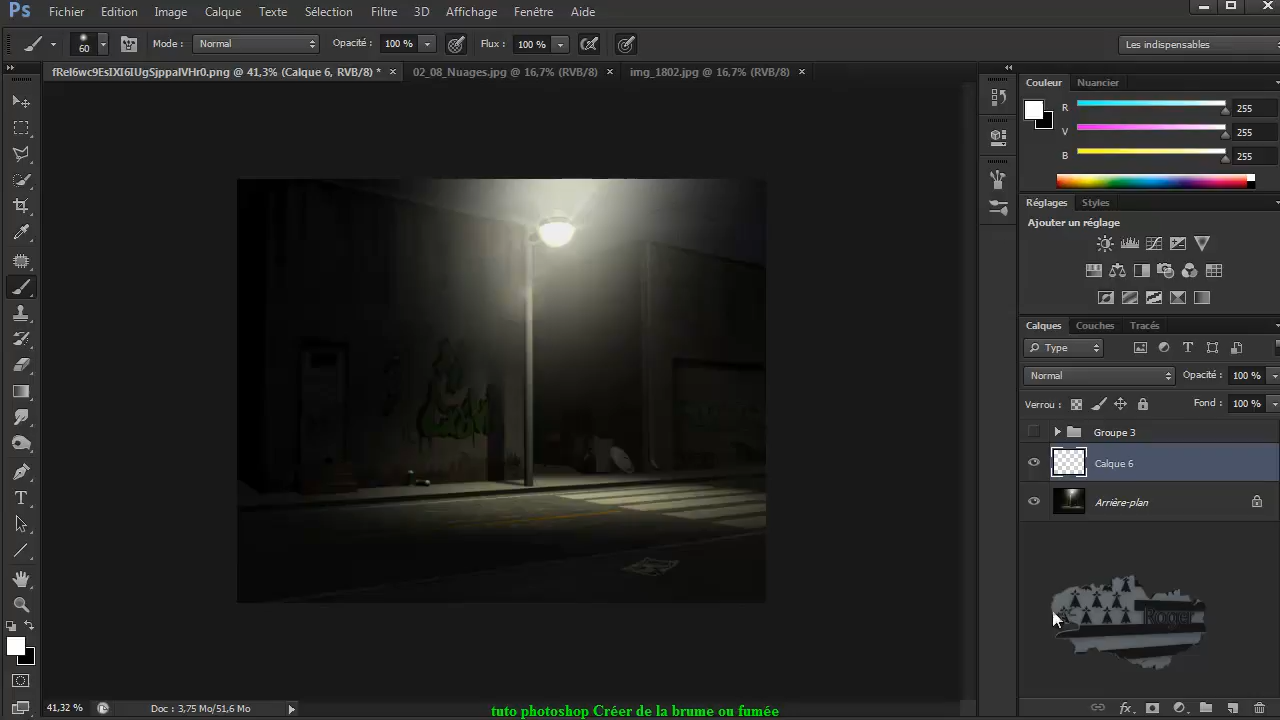 Ps Fichier Edition Image Calque Texte Sélection Filtre 3D Affichage Fenêtre Aide
60 Mode : Normal Opacité : 100 % Flux : 100 % Les indispensables
fReI6wc9EsIXI6IUgSjppaIVHr0.png @ 41,3% (Calque 6, RVB/8) * × 02_08_Nuages.jpg @ 16,7% (RVB/8) × img_1802.jpg @ 16,7% (RVB/8) ×
Couleur Nuancier
R 255
V 255
B 255
Réglages Styles
Ajouter un réglage
Calques Couches Tracés
Type
Normal Opacité : 100 %
Verrou : Fond : 100 %
Groupe 3
Calque 6
Arrière-plan
Roger
41,32 % Doc : 3,75 Mo/51,6 Mo
tuto photoshop Créer de la brume ou fumée